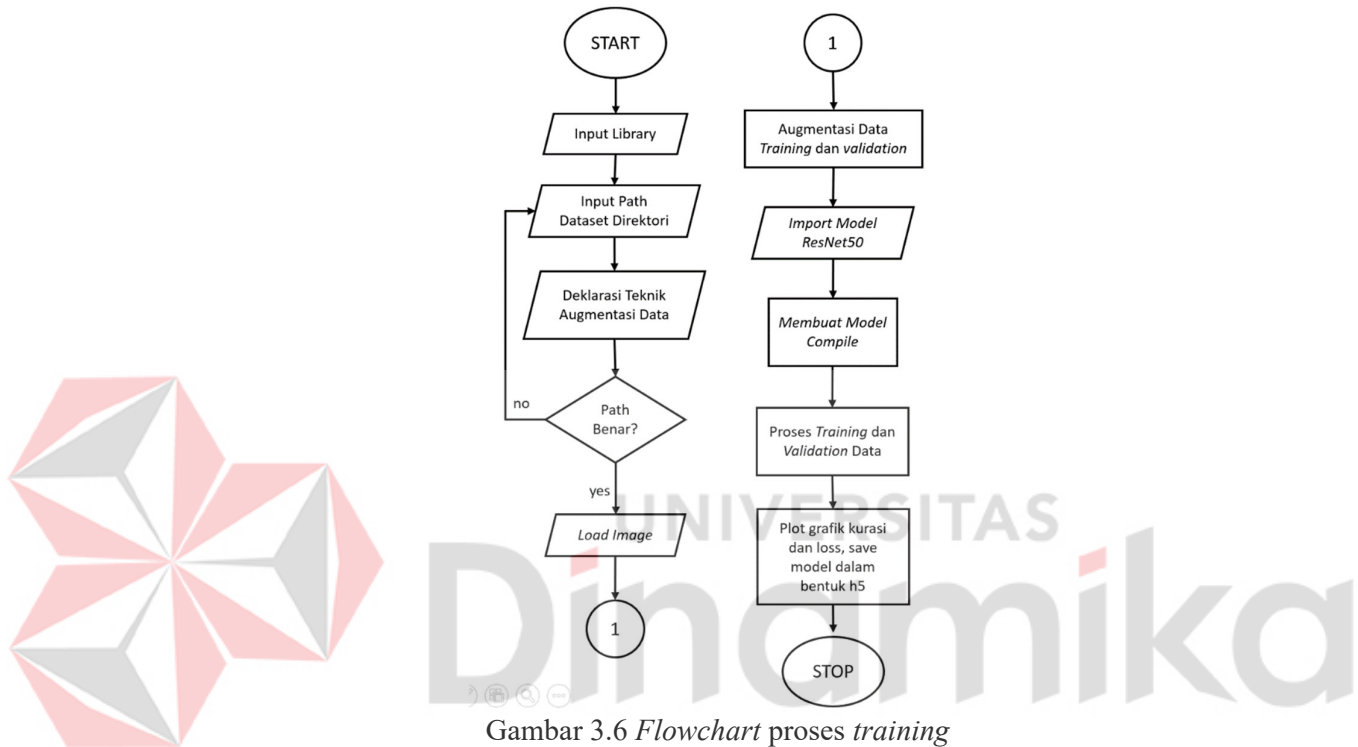 START
Input Library
Input Path
Dataset Direktori
Deklarasi Teknik
Augmentasi Data
no
Path
Benar?
yes
Load Image
1
1
Augmentasi Data
Training dan validation
Import Model
ResNet50
Membuat Model
Compile
Proses Training dan
Validation Data
Plot grafik kurasi
dan loss, save
model dalam
bentuk h5
STOP
UNIVERSITAS
Dinamika
Gambar 3.6 Flowchart proses training